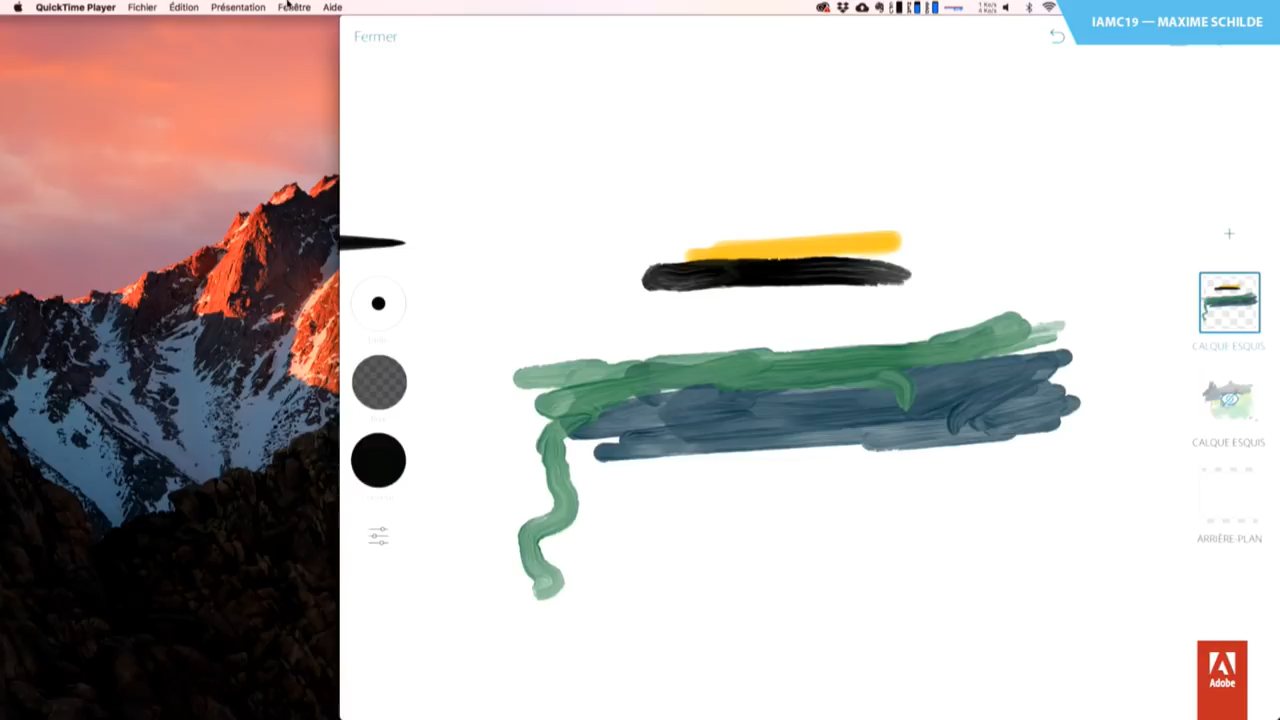 QuickTime Player Fichier Édition Présentation Fenêtre Aide
IAMC19 — MAXIME SCHILDE
Fermer
CALQUE ESQUIS
CALQUE ESQUIS
ARRIÈRE-PLAN
Adobe